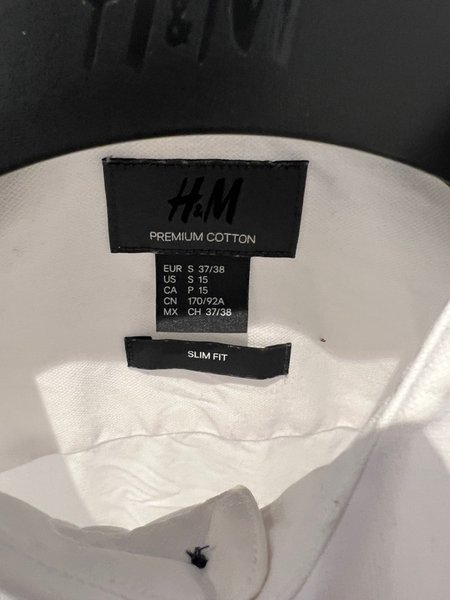 H&M
H&M
PREMIUM COTTON
EUR S 37/38
US S 15
CA P 15
CN 170/92A
MX CH 37/38
SLIM FIT